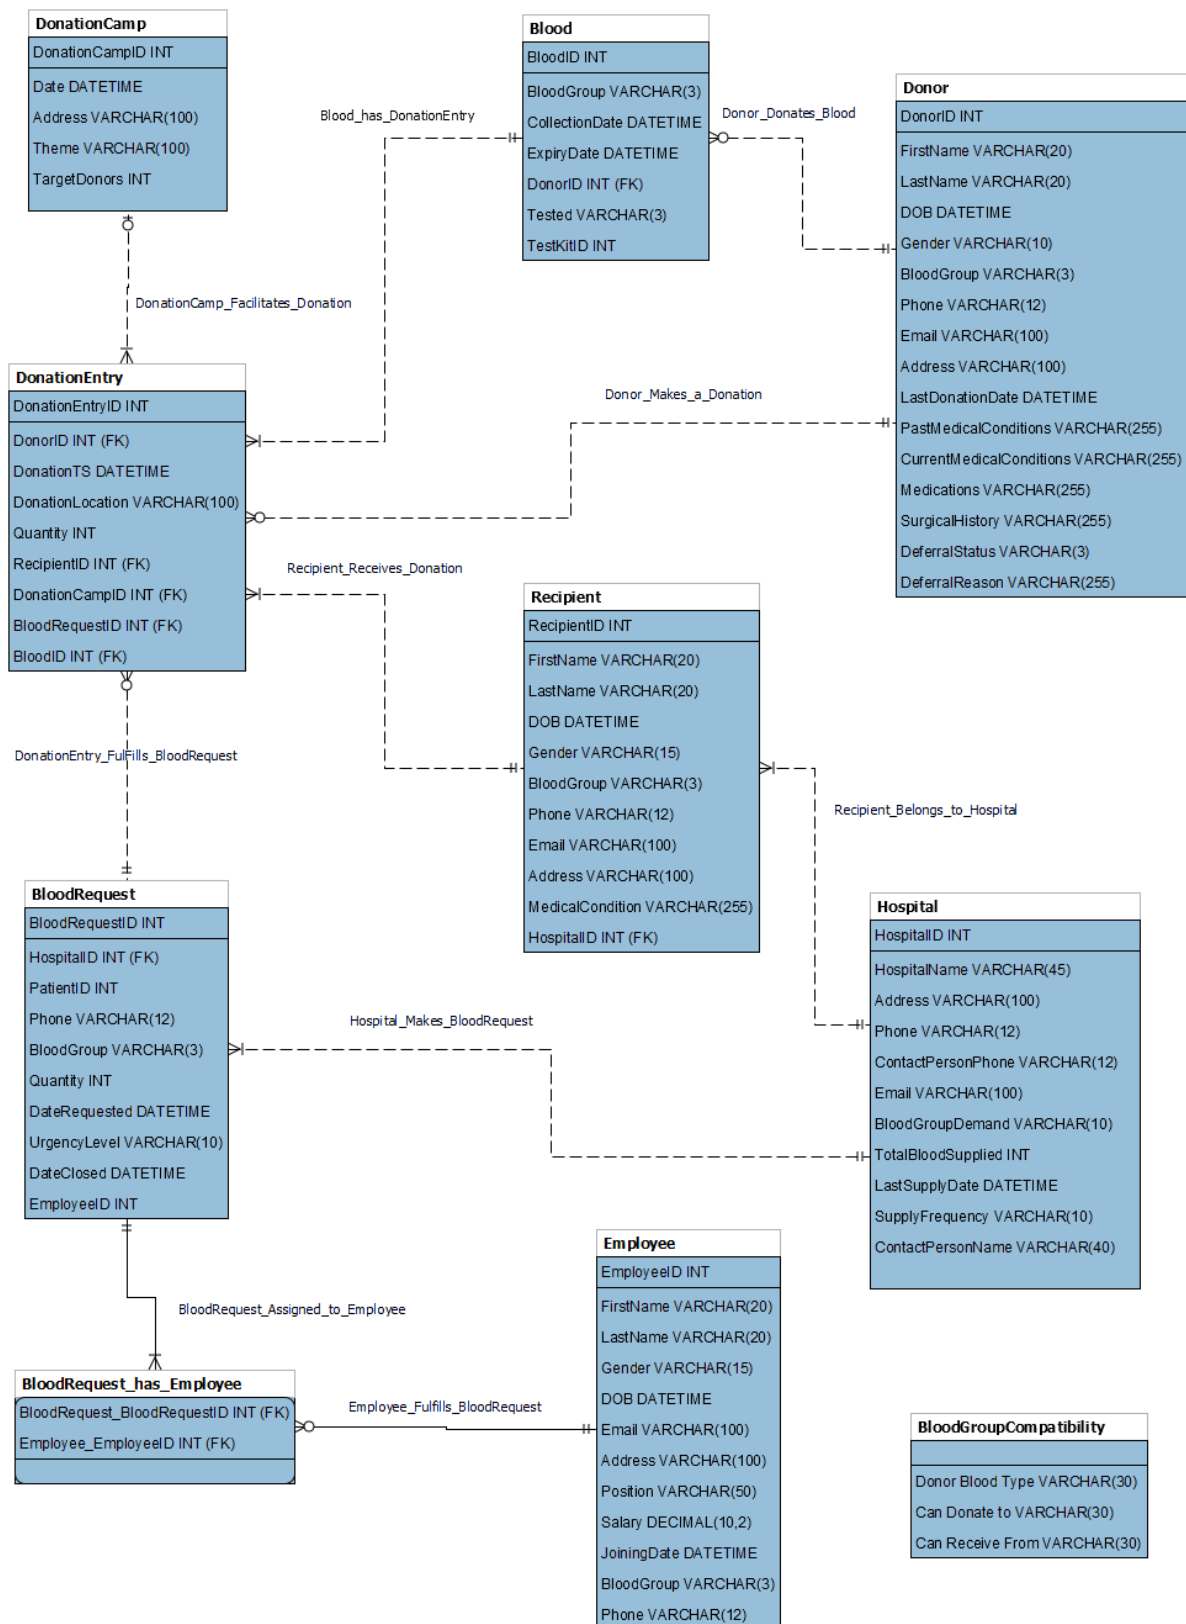 DonationCamp
DonationCampID INT
Date DATETIME
Address VARCHAR(100)
Theme VARCHAR(100)
TargetDonors INT
Blood
BloodID INT
BloodGroup VARCHAR(3)
CollectionDate DATETIME
ExpiryDate DATETIME
DonorID INT (FK)
Tested VARCHAR(3)
TestKitID INT
Donor
DonorID INT
FirstName VARCHAR(20)
LastName VARCHAR(20)
DOB DATETIME
Gender VARCHAR(10)
BloodGroup VARCHAR(3)
Phone VARCHAR(12)
Email VARCHAR(100)
Address VARCHAR(100)
LastDonationDate DATETIME
PastMedicalConditions VARCHAR(255)
CurrentMedicalConditions VARCHAR(255)
Medications VARCHAR(255)
SurgicalHistory VARCHAR(255)
DeferralStatus VARCHAR(3)
DeferralReason VARCHAR(255)
Blood_has_DonationEntry
Donor_Donates_Blood
DonationCamp_Facilitates_Donation
DonationEntry
DonationEntryID INT
DonorID INT (FK)
DonationTS DATETIME
DonationLocation VARCHAR(100)
Quantity INT
RecipientID INT (FK)
DonationCampID INT (FK)
BloodRequestID INT (FK)
BloodID INT (FK)
Donor_Makes_a_Donation
Recipient_Receives_Donation
Recipient
RecipientID INT
FirstName VARCHAR(20)
LastName VARCHAR(20)
DOB DATETIME
Gender VARCHAR(15)
BloodGroup VARCHAR(3)
Phone VARCHAR(12)
Email VARCHAR(100)
Address VARCHAR(100)
MedicalCondition VARCHAR(255)
HospitalID INT (FK)
DonationEntry_FulFills_BloodRequest
Recipient_Belongs_to_Hospital
BloodRequest
BloodRequestID INT
HospitalID INT (FK)
PatientID INT
Phone VARCHAR(12)
BloodGroup VARCHAR(3)
Quantity INT
DateRequested DATETIME
UrgencyLevel VARCHAR(10)
DateClosed DATETIME
EmployeeID INT
Hospital_Makes_BloodRequest
Hospital
HospitalID INT
HospitalName VARCHAR(45)
Address VARCHAR(100)
Phone VARCHAR(12)
ContactPersonPhone VARCHAR(12)
Email VARCHAR(100)
BloodGroupDemand VARCHAR(10)
TotalBloodSupplied INT
LastSupplyDate DATETIME
SupplyFrequency VARCHAR(10)
ContactPersonName VARCHAR(40)
BloodRequest_Assigned_to_Employee
BloodRequest_has_Employee
BloodRequest_BloodRequestID INT (FK)
Employee_EmployeeID INT (FK)
Employee_Fulfills_BloodRequest
Employee
EmployeeID INT
FirstName VARCHAR(20)
LastName VARCHAR(20)
Gender VARCHAR(15)
DOB DATETIME
Email VARCHAR(100)
Address VARCHAR(100)
Position VARCHAR(50)
Salary DECIMAL(10,2)
JoiningDate DATETIME
BloodGroup VARCHAR(3)
Phone VARCHAR(12)
BloodGroupCompatibility
Donor Blood Type VARCHAR(30)
Can Donate to VARCHAR(30)
Can Receive From VARCHAR(30)